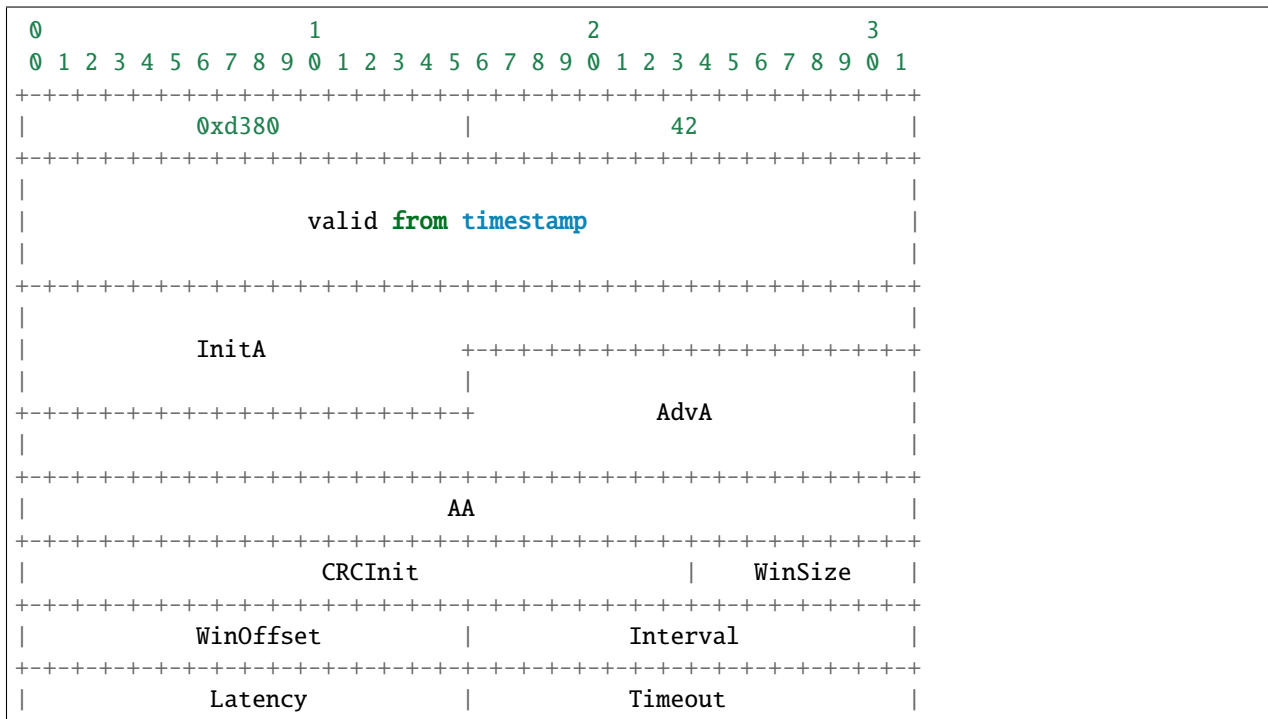 0                   1                   2                   3
 0 1 2 3 4 5 6 7 8 9 0 1 2 3 4 5 6 7 8 9 0 1 2 3 4 5 6 7 8 9 0 1
+-+-+-+-+-+-+-+-+-+-+-+-+-+-+-+-+-+-+-+-+-+-+-+-+-+-+-+-+-+-+-+-+
|            0xd380             |              42               |
+-+-+-+-+-+-+-+-+-+-+-+-+-+-+-+-+-+-+-+-+-+-+-+-+-+-+-+-+-+-+-+-+
|                                                               |
|                    valid from timestamp                       |
|                                                               |
+-+-+-+-+-+-+-+-+-+-+-+-+-+-+-+-+-+-+-+-+-+-+-+-+-+-+-+-+-+-+-+-+
|                                                               |
|            InitA              +-+-+-+-+-+-+-+-+-+-+-+-+-+-+-+-+
|                               |                               |
+-+-+-+-+-+-+-+-+-+-+-+-+-+-+-+-+             AdvA              |
|                                                               |
+-+-+-+-+-+-+-+-+-+-+-+-+-+-+-+-+-+-+-+-+-+-+-+-+-+-+-+-+-+-+-+-+
|                              AA                               |
+-+-+-+-+-+-+-+-+-+-+-+-+-+-+-+-+-+-+-+-+-+-+-+-+-+-+-+-+-+-+-+-+
|                     CRCInit                   |    WinSize    |
+-+-+-+-+-+-+-+-+-+-+-+-+-+-+-+-+-+-+-+-+-+-+-+-+-+-+-+-+-+-+-+-+
|            WinOffset          |           Interval            |
+-+-+-+-+-+-+-+-+-+-+-+-+-+-+-+-+-+-+-+-+-+-+-+-+-+-+-+-+-+-+-+-+
|             Latency           |           Timeout             |